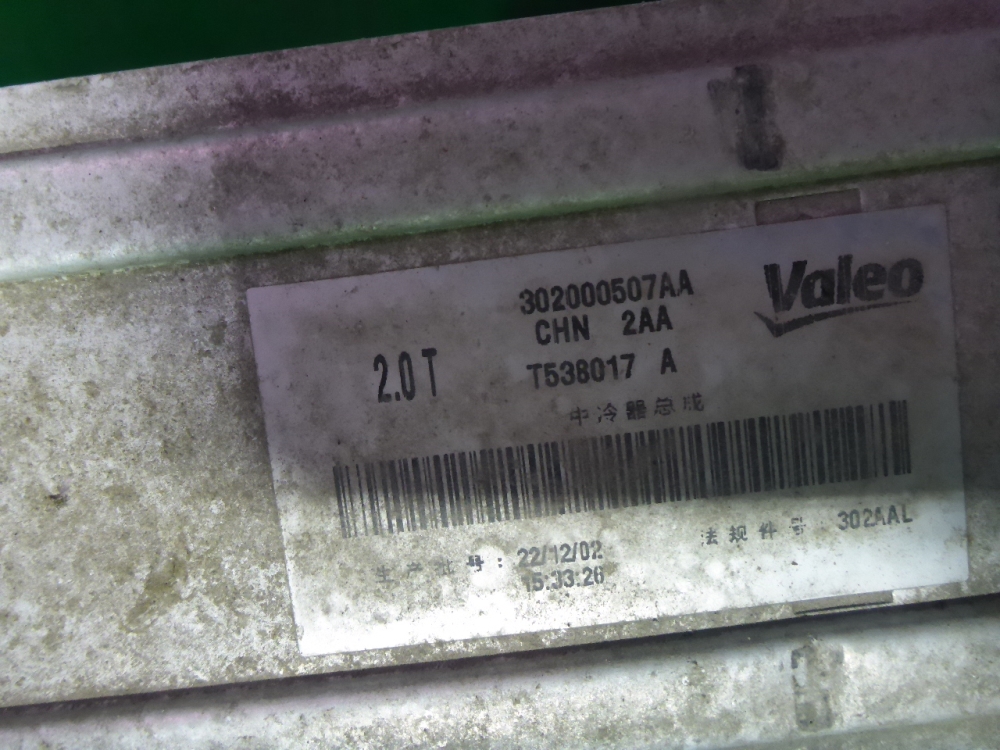 302000507AA
Valeo
CHN 2AA
2.0T
T538017 A
中冷器总成
生产批号: 22/12/02
15:33:26
法规件号 302AAL